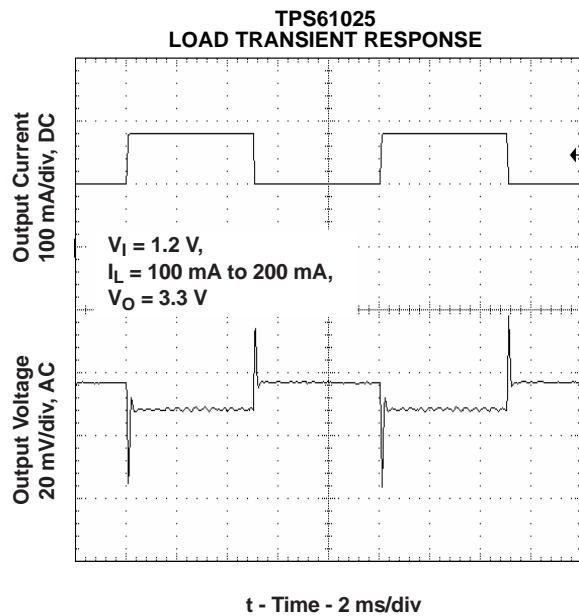 TPS61025
LOAD TRANSIENT RESPONSE
Output Current
100 mA/div, DC
V_I = 1.2 V,
I_L = 100 mA to 200 mA,
V_O = 3.3 V
Output Voltage
20 mV/div, AC
t - Time - 2 ms/div